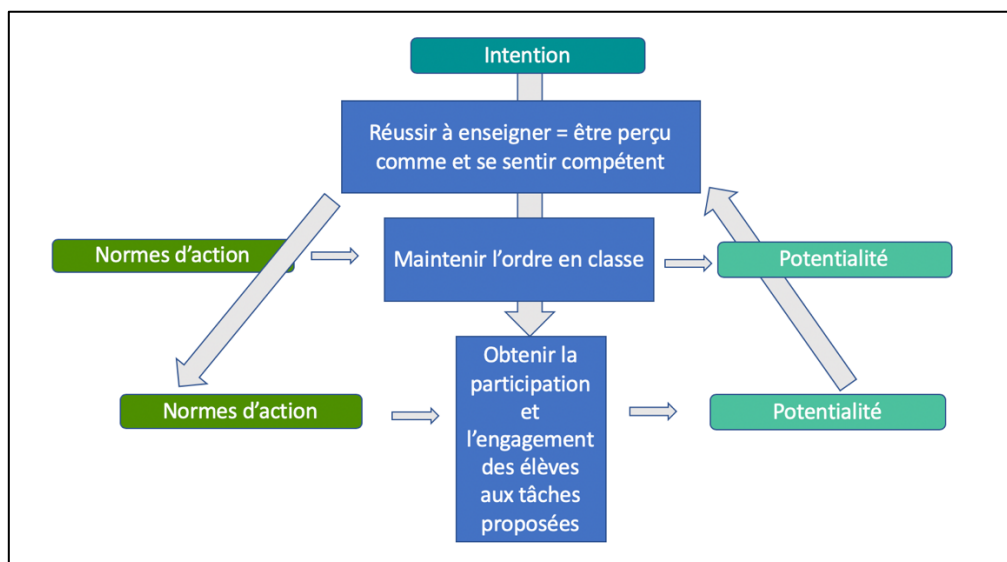 Intention
Réussir à enseigner = être perçu
comme et se sentir compétent
Normes d’action
Maintenir l’ordre en classe
Potentialité
Obtenir la
participation
et
l’engagement
des élèves
aux tâches
proposées
Normes d’action
Potentialité